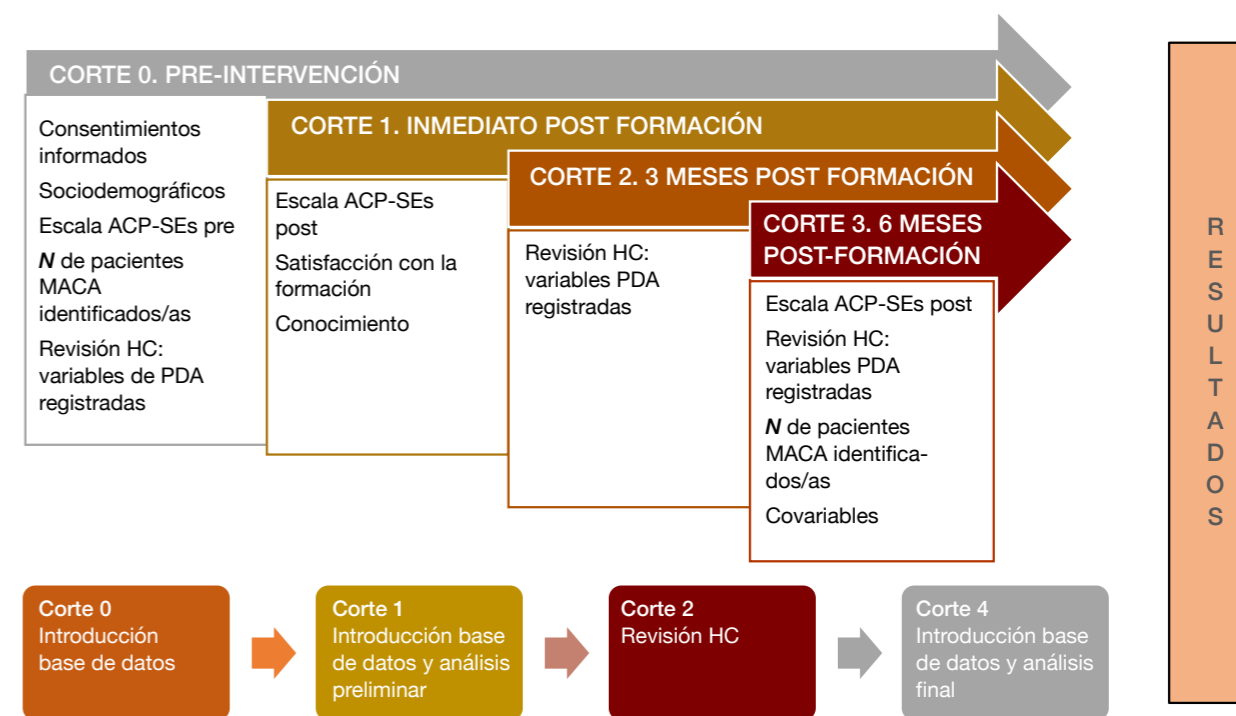 CORTE 0. PRE-INTERVENCIÓN
Consentimientos
informados
Sociodemográficos
Escala ACP-SEs pre
N de pacientes
MACA
identificados/as
Revisión HC:
variables de PDA
registradas
CORTE 1. INMEDIATO POST FORMACIÓN
Escala ACP-SEs
post
Satisfacción con la
formación
Conocimiento
CORTE 2. 3 MESES POST FORMACIÓN
Revisión HC:
variables PDA
registradas
CORTE 3. 6 MESES
POST-FORMACIÓN
Escala ACP-SEs post
Revisión HC:
variables PDA
registradas
N de pacientes
MACA identifica-
dos/as
Covariables
R
E
S
U
L
T
A
D
O
S
Corte 0
Introducción
base de datos
Corte 1
Introducción base
de datos y análisis
preliminar
Corte 2
Revisión HC
Corte 4
Introducción base
de datos y análisis
final